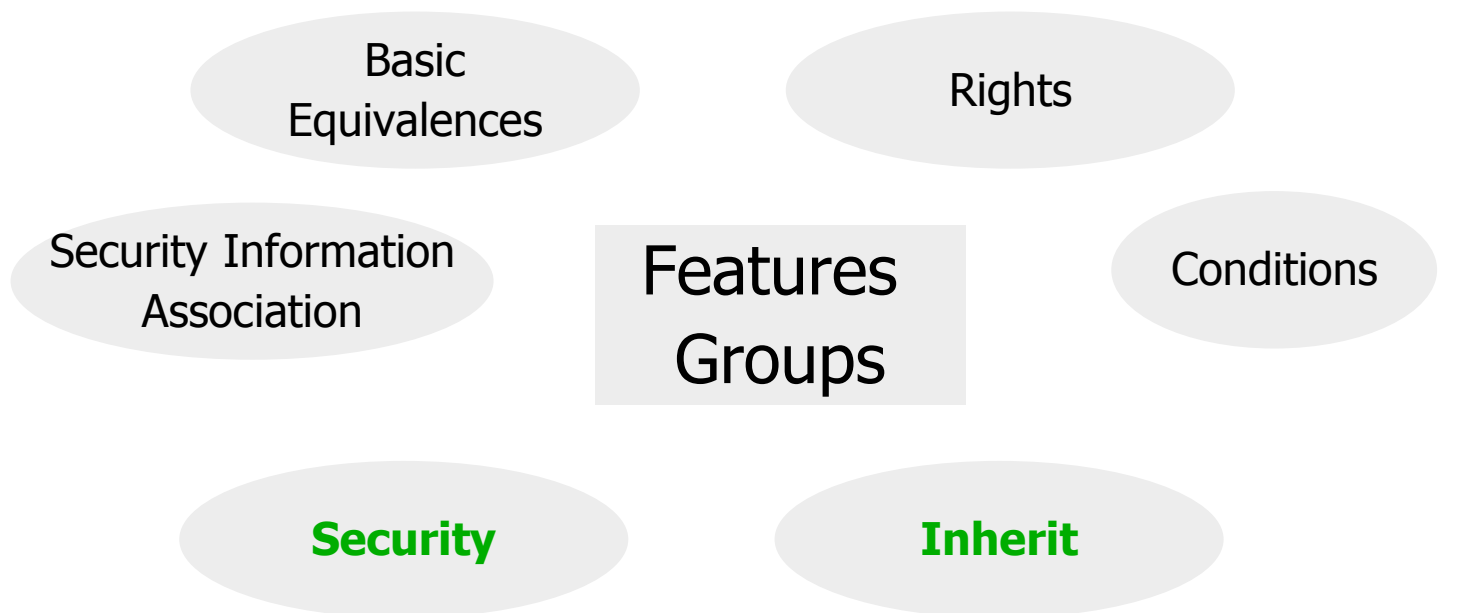 Basic
Equivalences
Rights
Security Information
Association
Features
Groups
Conditions
Security
Inherit